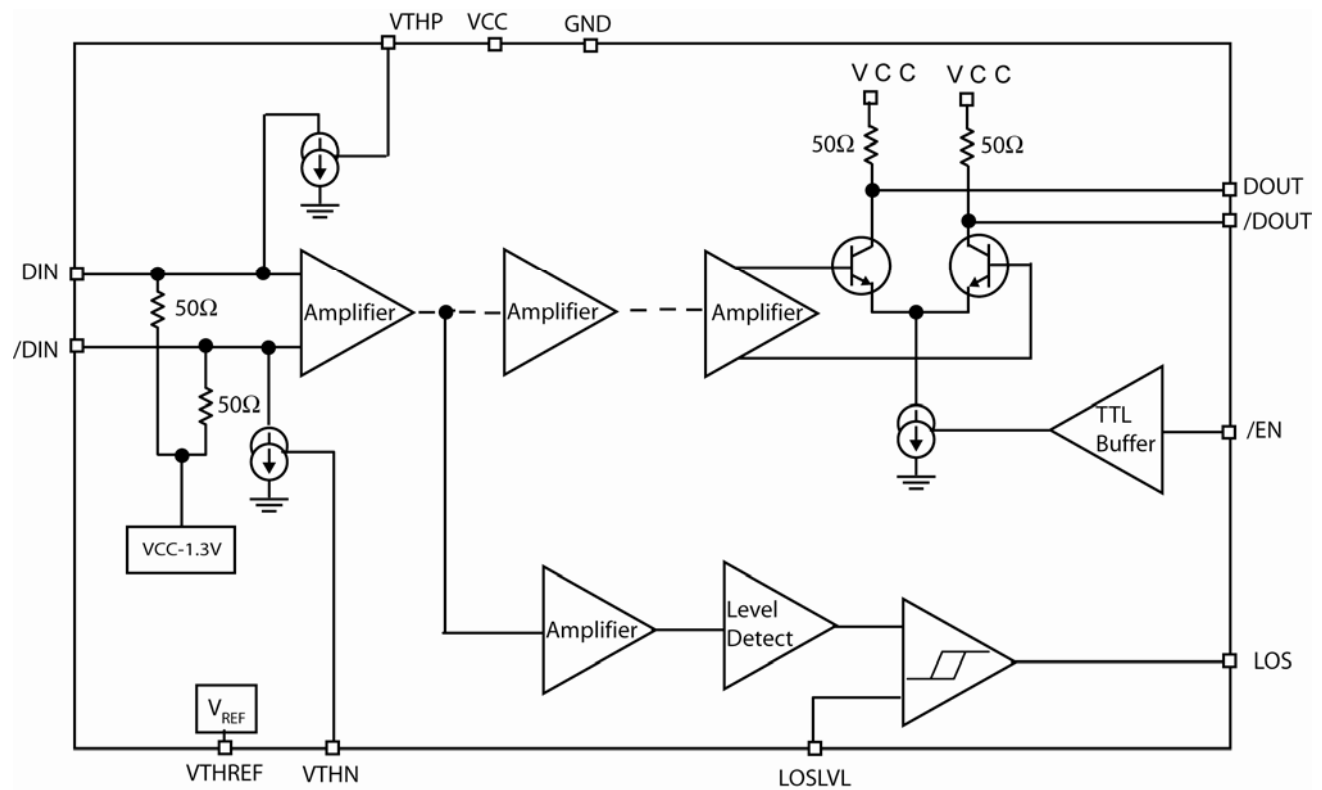 VTHP
VCC
GND
V C C
V C C
50Ω
50Ω
DOUT
/DOUT
DIN
50Ω
Amplifier
Amplifier
Amplifier
/DIN
50Ω
TTL
Buffer
/EN
VCC-1.3V
Level
Detect
Amplifier
LOS
VREF
VTHREF
VTHN
LOSLVL